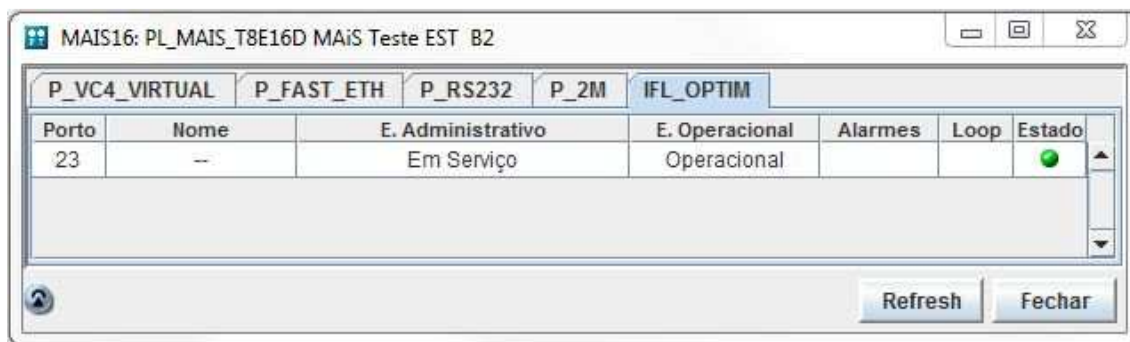 MAIS16: PL_MAIS_T8E16D MAiS Teste EST B2
P_VC4_VIRTUAL P_FAST_ETH P_RS232 P_2M IFL_OPTIM
Porto Nome E. Administrativo E. Operacional Alarmes Loop Estado
23 -- Em Serviço Operacional
Refresh Fechar